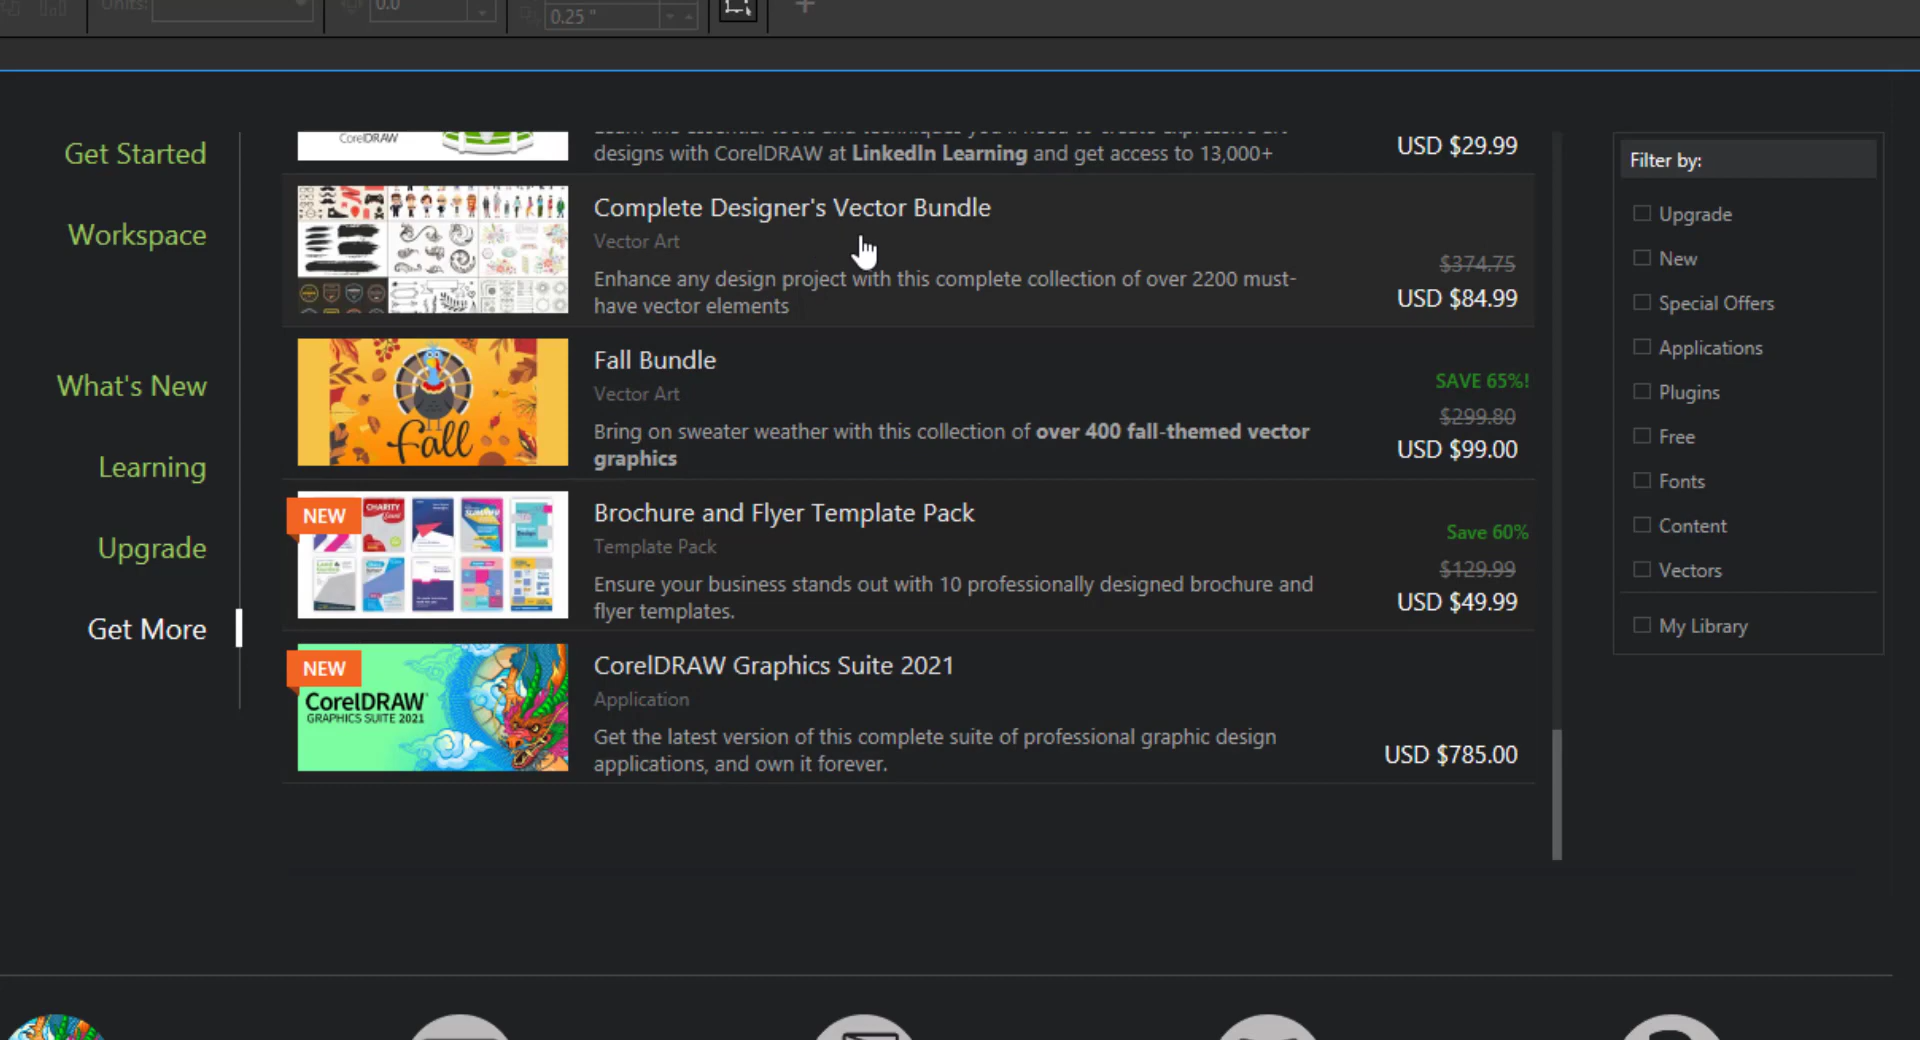 Units:
0.0
0.25 "
Get Started
Workspace
What's New
Learning
Upgrade
Get More
CorelDRAW
designs with CorelDRAW at LinkedIn Learning and get access to 13,000+
USD $29.99
Complete Designer's Vector Bundle
Vector Art
Enhance any design project with this complete collection of over 2200 must-
have vector elements
$374.75
USD $84.99
fall
Fall Bundle
Vector Art
Bring on sweater weather with this collection of over 400 fall-themed vector
graphics
SAVE 65%!
$299.80
USD $99.00
NEW
CHARITY
Brochure and Flyer Template Pack
Template Pack
Ensure your business stands out with 10 professionally designed brochure and
flyer templates.
Save 60%
$129.99
USD $49.99
NEW
CorelDRAW
GRAPHICS SUITE 2021
CorelDRAW Graphics Suite 2021
Application
Get the latest version of this complete suite of professional graphic design
applications, and own it forever.
USD $785.00
Filter by:
Upgrade
New
Special Offers
Applications
Plugins
Free
Fonts
Content
Vectors
My Library